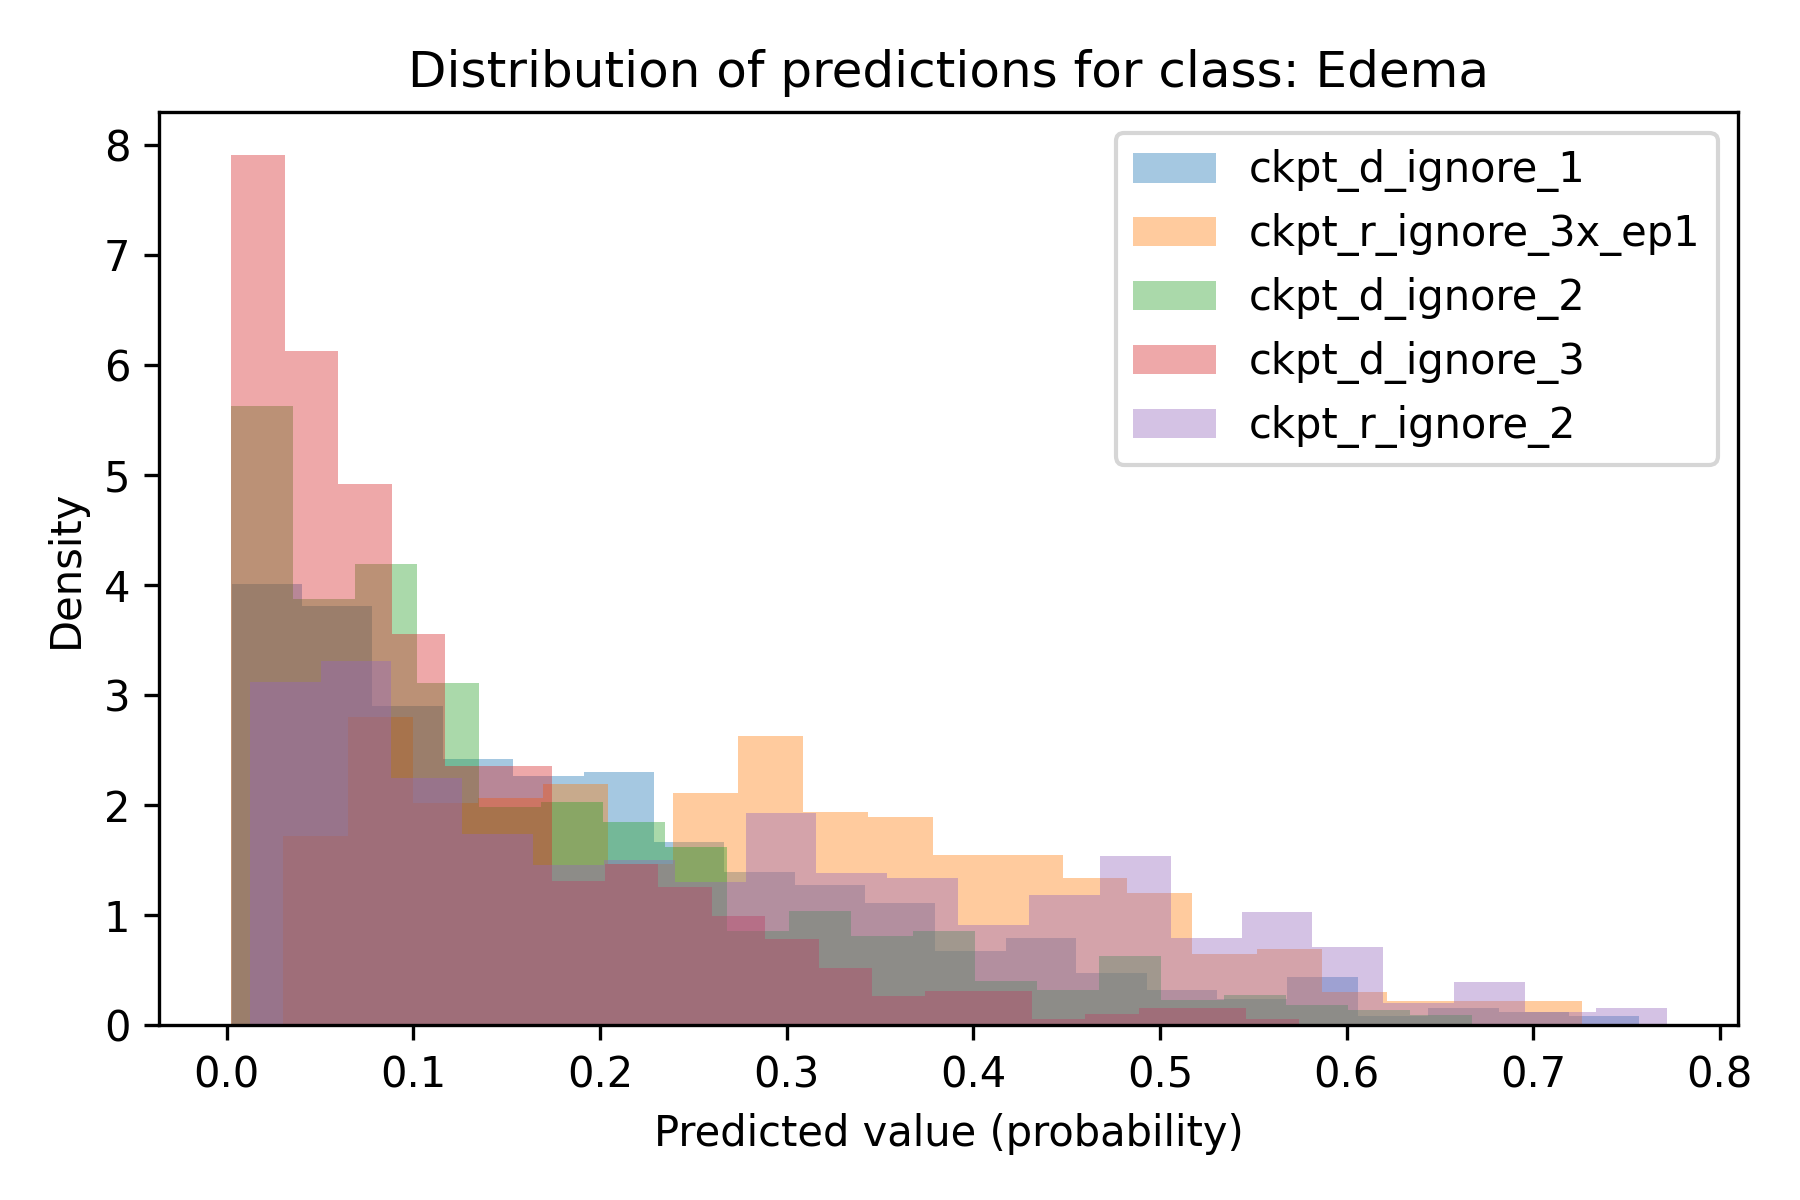 Distribution of predictions for class: Edema
8
7
6
5
4
3
2
1
0
Density
ckpt_d_ignore_1
ckpt_r_ignore_3x_ep1
ckpt_d_ignore_2
ckpt_d_ignore_3
ckpt_r_ignore_2
0.0 0.1 0.2 0.3 0.4 0.5 0.6 0.7 0.8
Predicted value (probability)